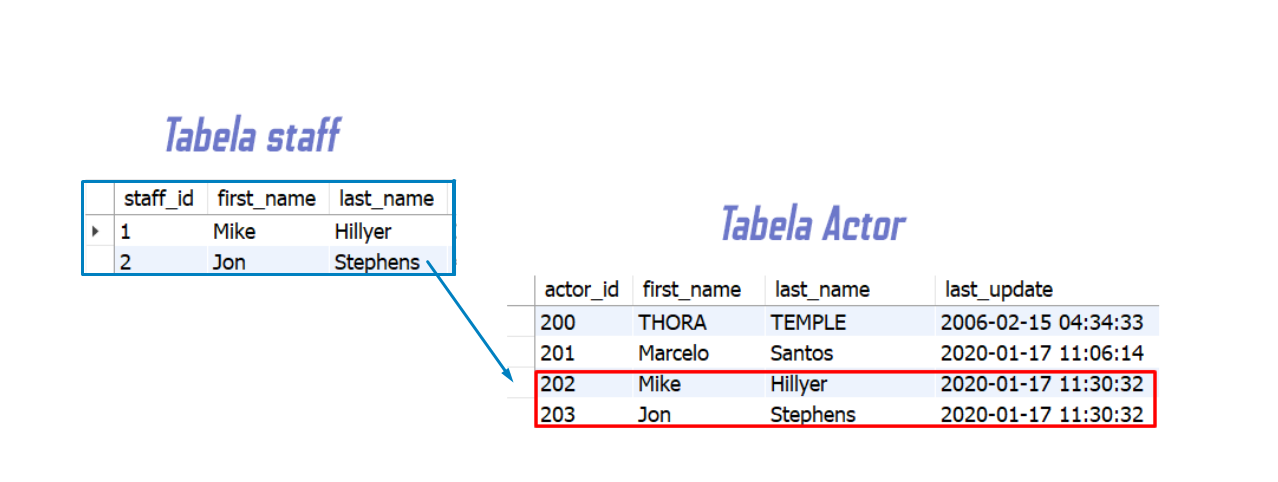 Tabela staff
staff_id first_name last_name
1 Mike Hillyer
2 Jon Stephens
Tabela Actor
actor_id first_name last_name last_update
200 THORA TEMPLE 2006-02-15 04:34:33
201 Marcelo Santos 2020-01-17 11:06:14
202 Mike Hillyer 2020-01-17 11:30:32
203 Jon Stephens 2020-01-17 11:30:32